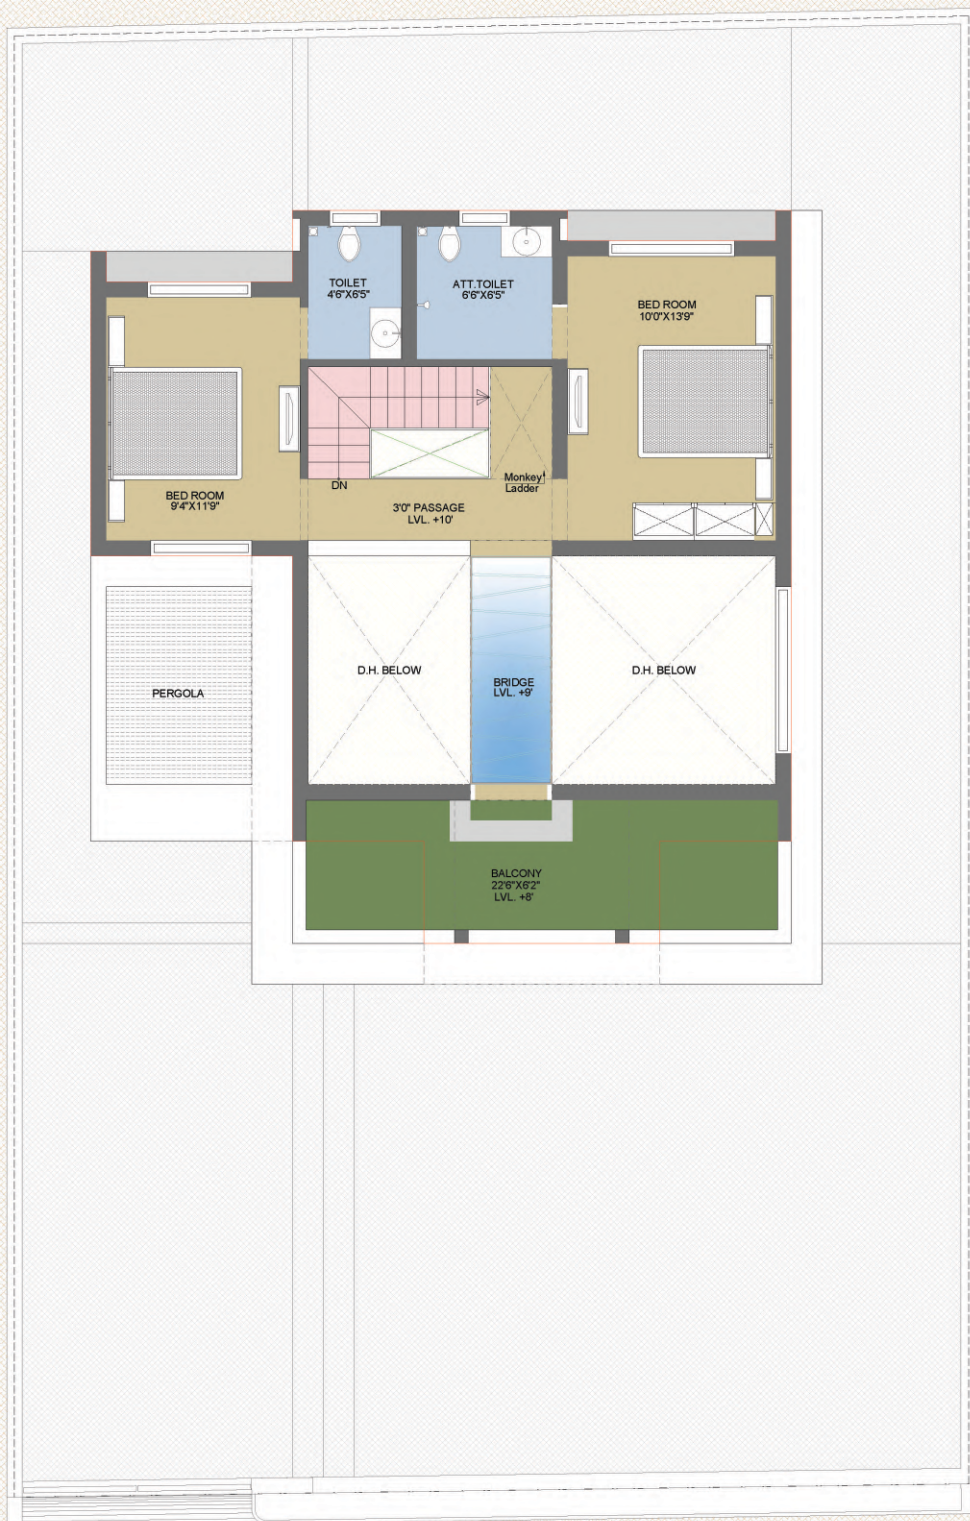 TOILET
4'6"X6'5"
ATT.TOILET
6'6"X6'5"
BED ROOM
10'0"X13'9"
BED ROOM
9'4"X11'9"
DN
Monkey
Ladder
3'0" PASSAGE
LVL. +10'
D.H. BELOW
BRIDGE
LVL. +9'
D.H. BELOW
PERGOLA
BALCONY
22'6"X6'2"
LVL. +8'